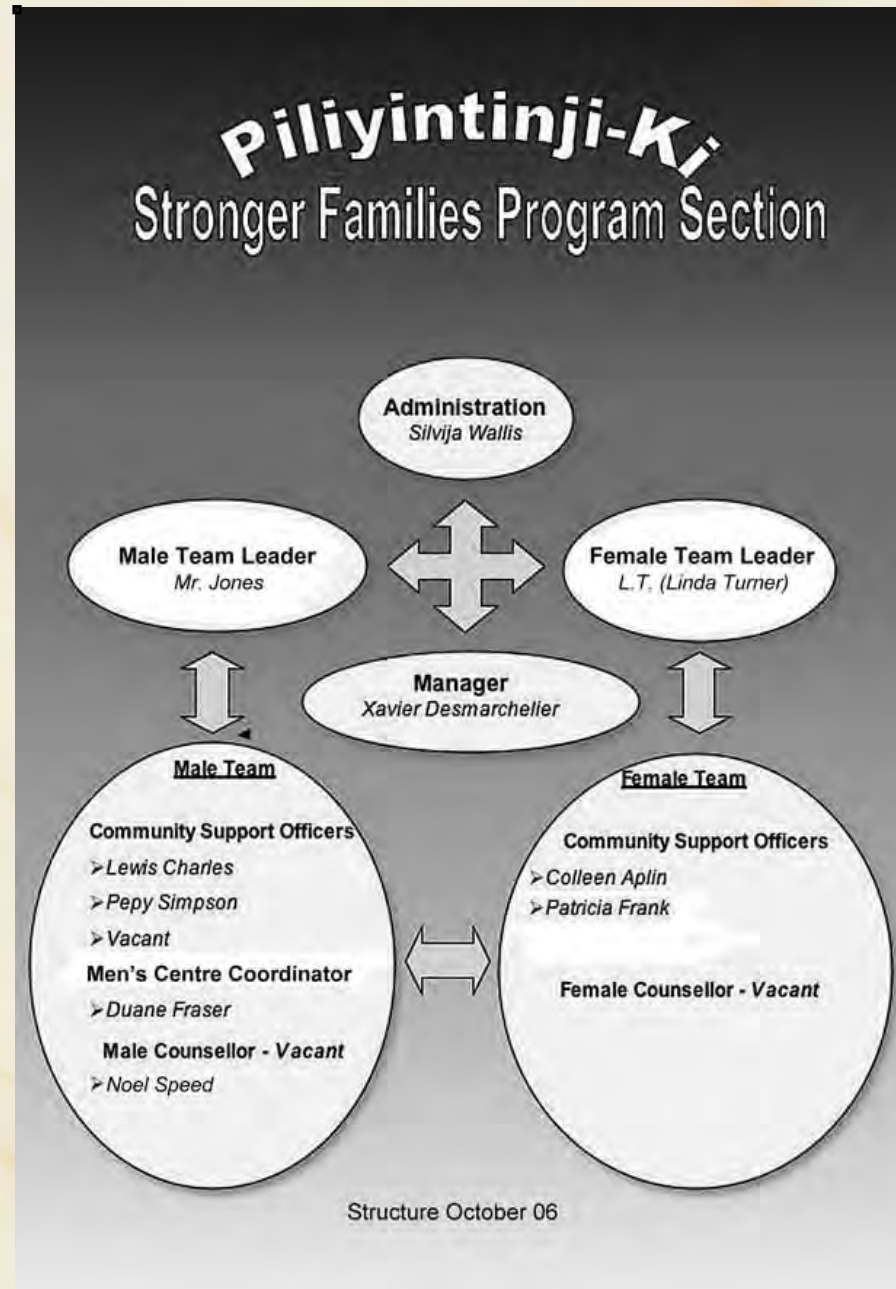 Piliyintinji-Ki
Stronger Families Program Section
Administration
Silvija Wallis
Male Team Leader
Mr. Jones
Female Team Leader
L.T. (Linda Turner)
Manager
Xavier Desmarchelier
Male Team
Community Support Officers
➢Lewis Charles
➢Pepy Simpson
➢Vacant
Men's Centre Coordinator
➢Duane Fraser
Male Counsellor - Vacant
➢Noel Speed
Female Team
Community Support Officers
➢Colleen Aplin
➢Patricia Frank
Female Counsellor - Vacant
Structure October 06